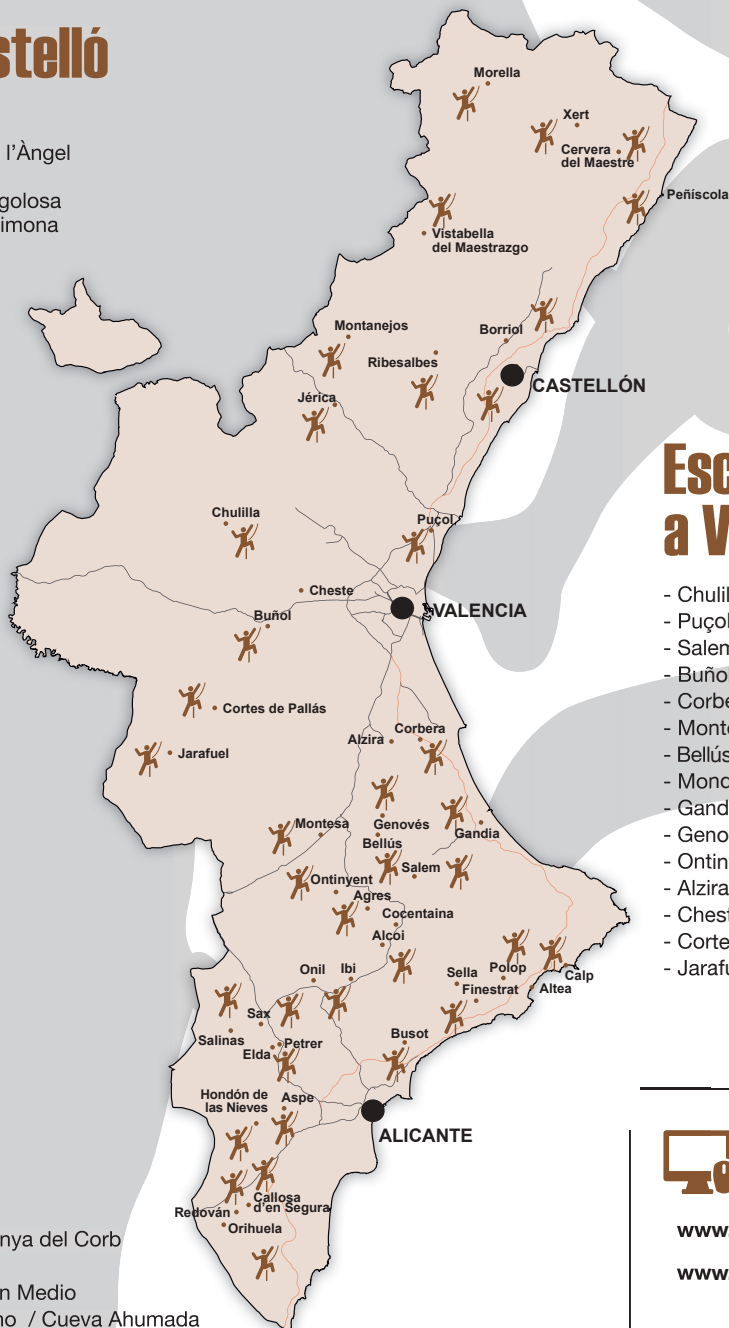 stelló
l'Àngel
golosa
imona
Morella
Xert
Cervera
del Maestre
Peñíscola
Vistabella
del Maestrazgo
Montanejos
Borriol
Ribesalbes
CASTELLÓN
Jérica
Chulilla
Puçol
Cheste
VALENCIA
Buñol
Cortes de Pallás
Corbera
Alzira
Jarafuel
Montesa
Genovés
Gandia
Bellús
Salem
Ontinyent
Agres
Cocentaina
Alcoi
Onil
Ibi
Sella
Polop
Calp
Finestrat
Altea
Sax
Salinas
Petrer
Elda
Busot
Hondón de
las Nieves
Aspe
ALICANTE
Callosa
d'en Segura
Redován
Orihuela
Esc
a V
- Chulil
- Puçol
- Salem
- Buño
- Corbe
- Monte
- Bellús
- Mond
- Gand
- Geno
- Ontin
- Alzira
- Chest
- Corte
- Jarafu
www.
www.
nya del Corb
n Medio
no / Cueva Ahumada